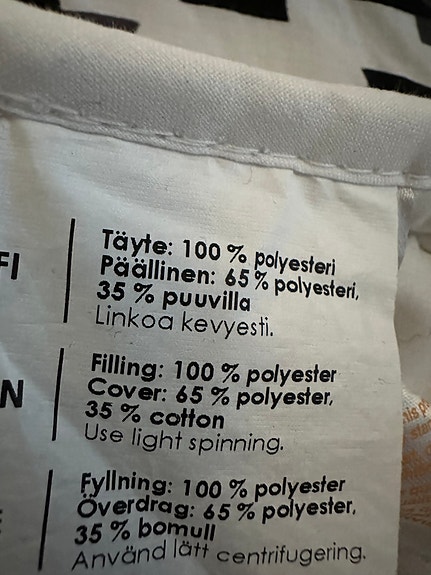 FI
Täyte: 100 % polyesteri
Päällinen: 65 % polyesteri,
35 % puuvilla
Linkoa kevyesti.
N
Filling: 100 % polyester
Cover: 65 % polyester,
35 % cotton
Use light spinning.
Fyllning: 100 % polyester
Överdrag: 65 % polyester,
35 % bomull
Använd lätt centrifugering.